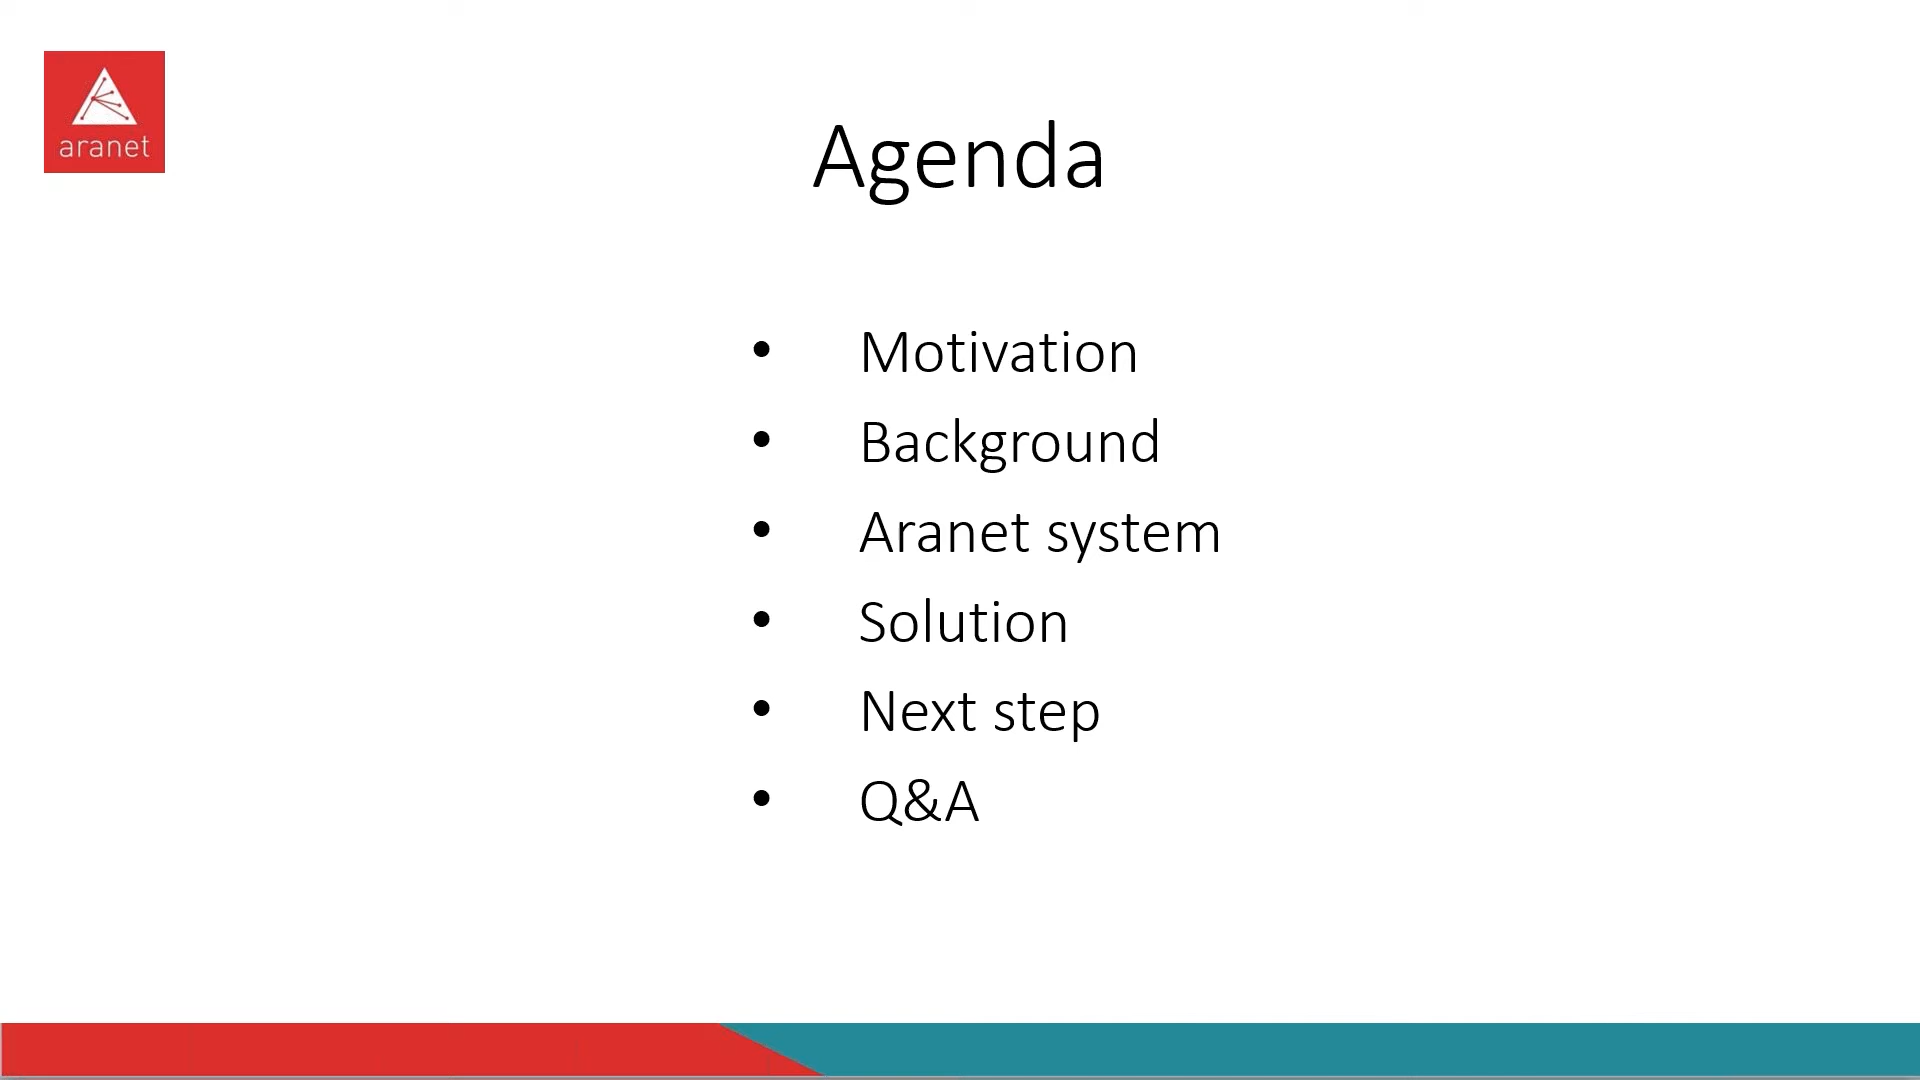 aranet
Agenda
• Motivation
• Background
• Aranet system
• Solution
• Next step
• Q&A